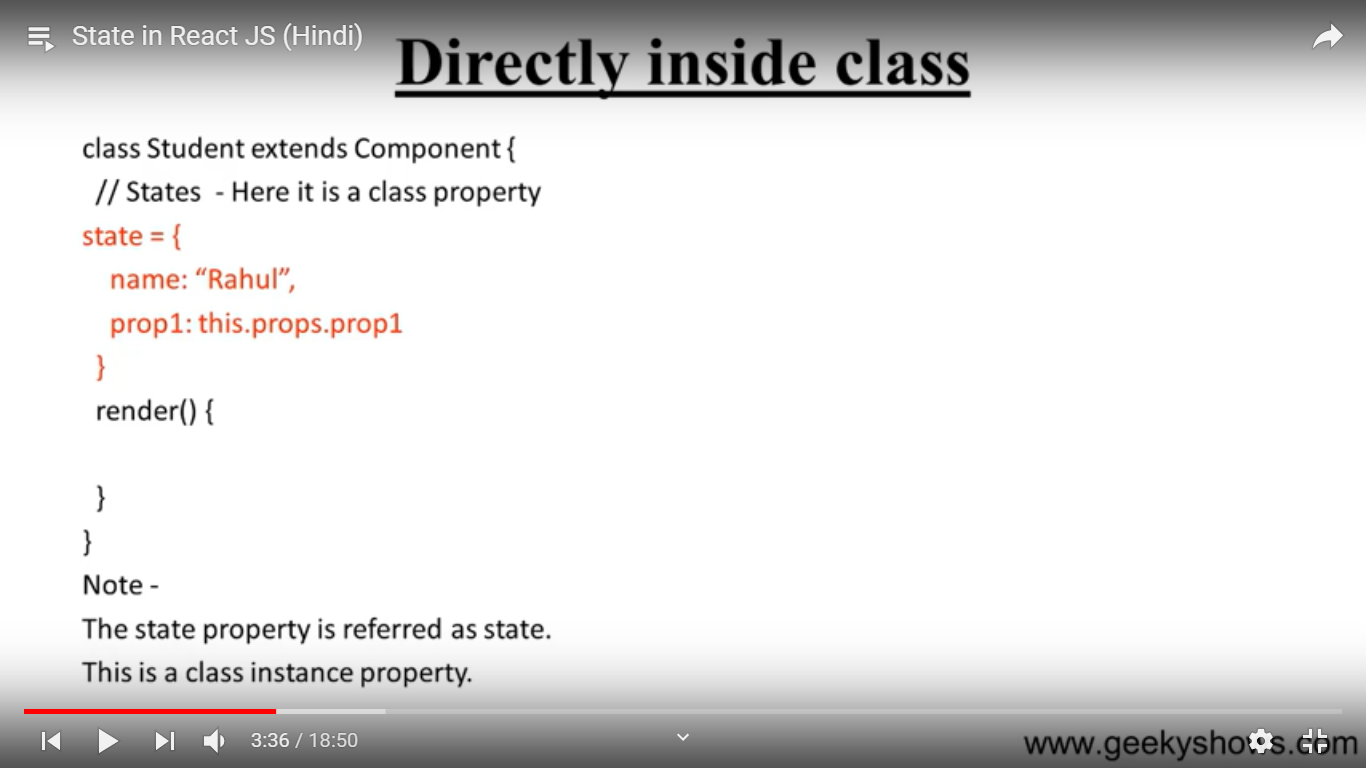 State in React JS (Hindi)
Directly inside class
class Student extends Component {
// States - Here it is a class property
state = {
name: “Rahul”,
prop1: this.props.prop1
}
render() {
}
}
Note -
The state property is referred as state.
This is a class instance property.
3:36 / 18:50
www.geekyshows.com